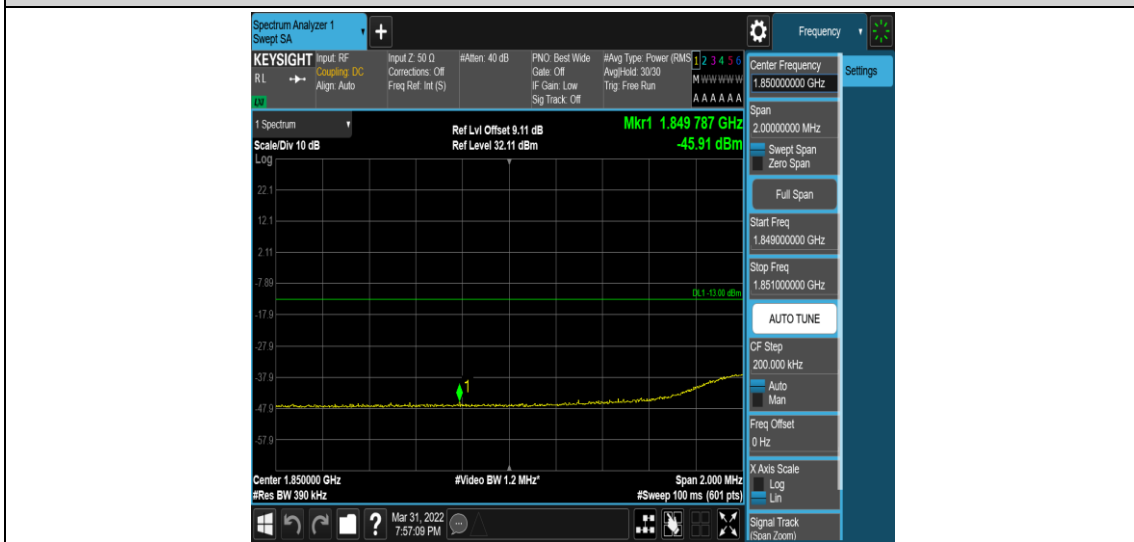 Spectrum Analyzer 1
Swept SA
+
Frequency
KEYSIGHT
RL
LXI
Input: RF
Coupling: DC
Align: Auto
Input Z: 50 Ω
Corrections: Off
Freq Ref: Int (S)
#Atten: 40 dB
PNO: Best Wide
Gate: Off
IF Gain: Low
Sig Track: Off
#Avg Type: Power (RMS
Avg|Hold: 30/30
Trig: Free Run
1 2 3 4 5 6
M W W W W W
A A A A A A
1 Spectrum
Scale/Div 10 dB
Ref Lvl Offset 9.11 dB
Ref Level 32.11 dBm
Mkr1 1.849 787 GHz
-45.91 dBm
Log
22.1
12.1
2.11
-7.89
DL1 -13.00 dBm
-17.9
-27.9
-37.9
1
-47.9
-57.9
Center 1.850000 GHz
#Video BW 1.2 MHz*
Span 2.000 MHz
#Res BW 390 kHz
#Sweep 100 ms (601 pts)
?
Mar 31, 2022
7:57:09 PM
Center Frequency
1.850000000 GHz
Settings
Span
2.00000000 MHz
Swept Span
Zero Span
Full Span
Start Freq
1.849000000 GHz
Stop Freq
1.851000000 GHz
AUTO TUNE
CF Step
200.000 kHz
Auto
Man
Freq Offset
0 Hz
X Axis Scale
Log
Lin
Signal Track
(Span Zoom)